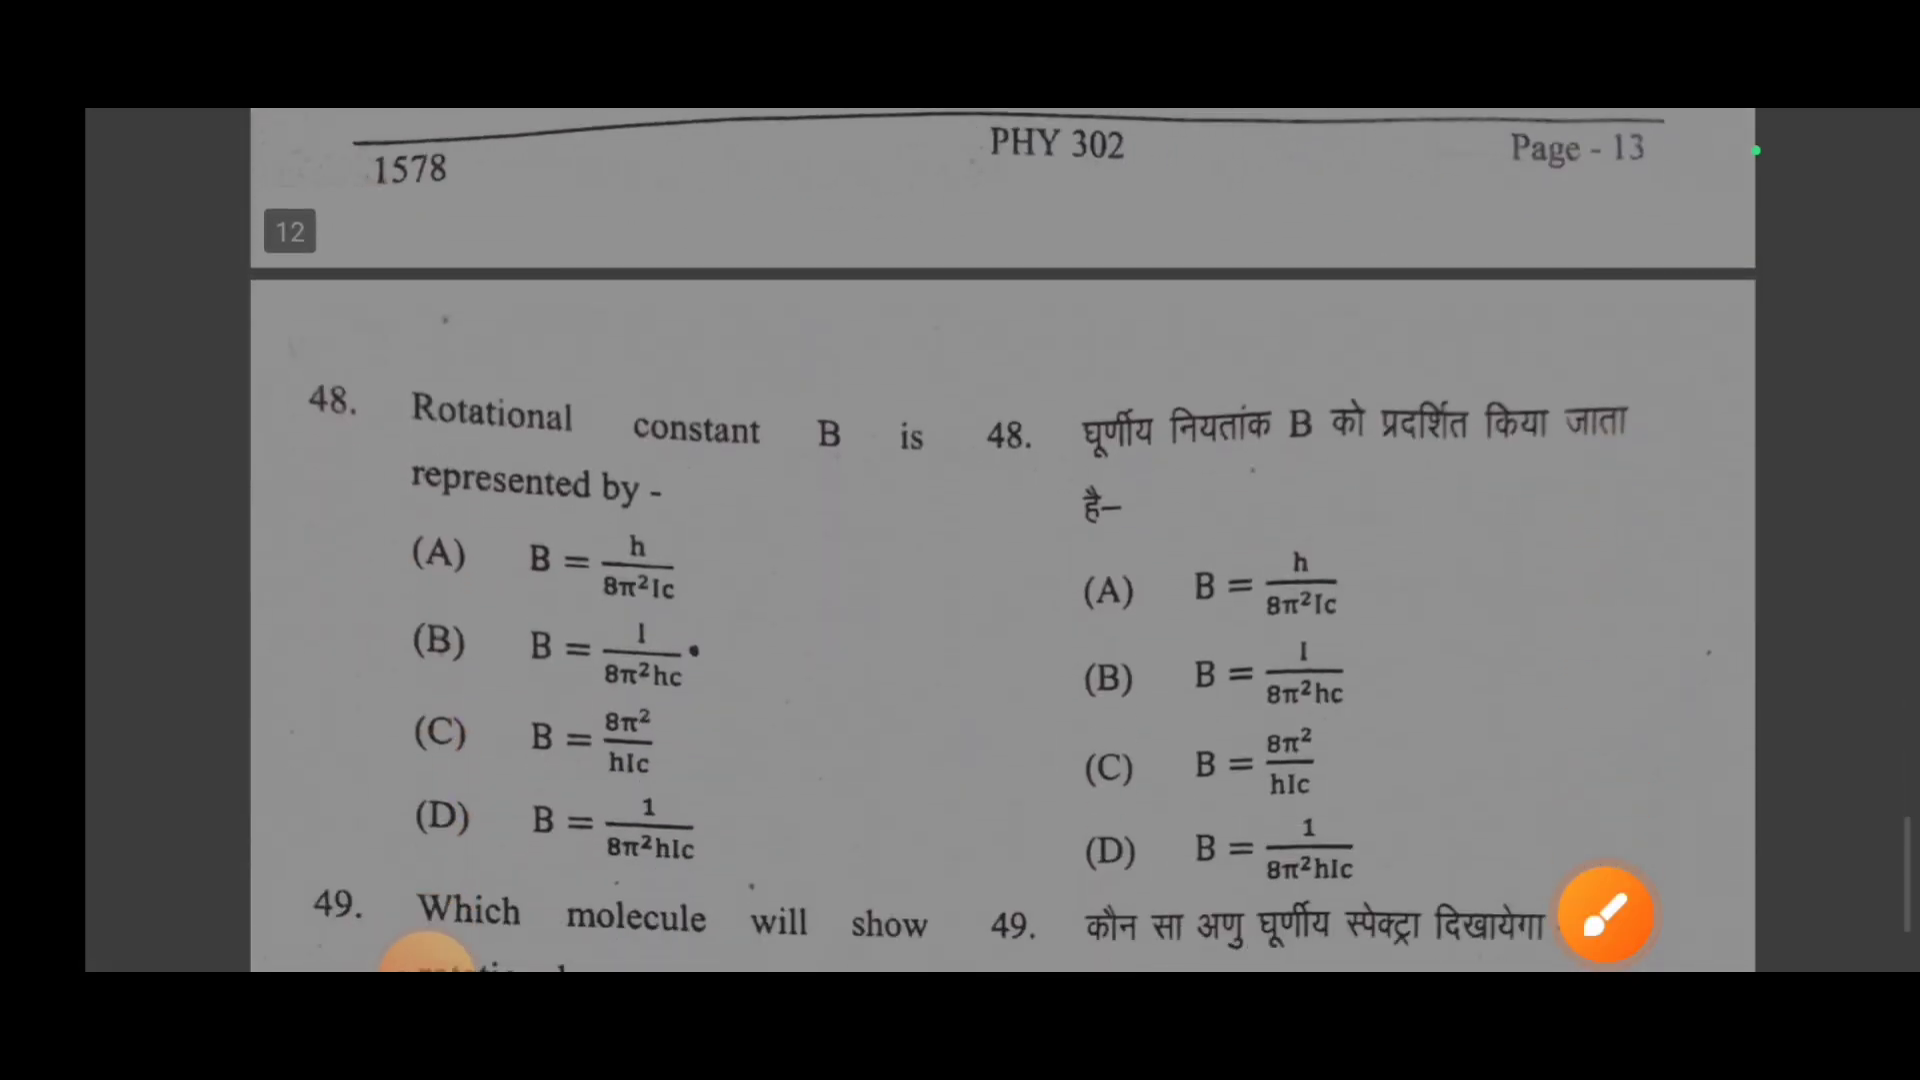 1578 PHY 302 Page - 13
12
48. Rotational constant B is
represented by -
(A) B = h/8π²Ic
(B) B = I/8π²hc
(C) B = 8π²/hIc
(D) B = 1/8π²hIc
49. Which molecule will show
48. घूर्णीय नियतांक B को प्रदर्शित किया जाता
है–
(A) B = h/8π²Ic
(B) B = I/8π²hc
(C) B = 8π²/hIc
(D) B = 1/8π²hIc
49. कौन सा अणु घूर्णीय स्पेक्ट्रा दिखायेगा